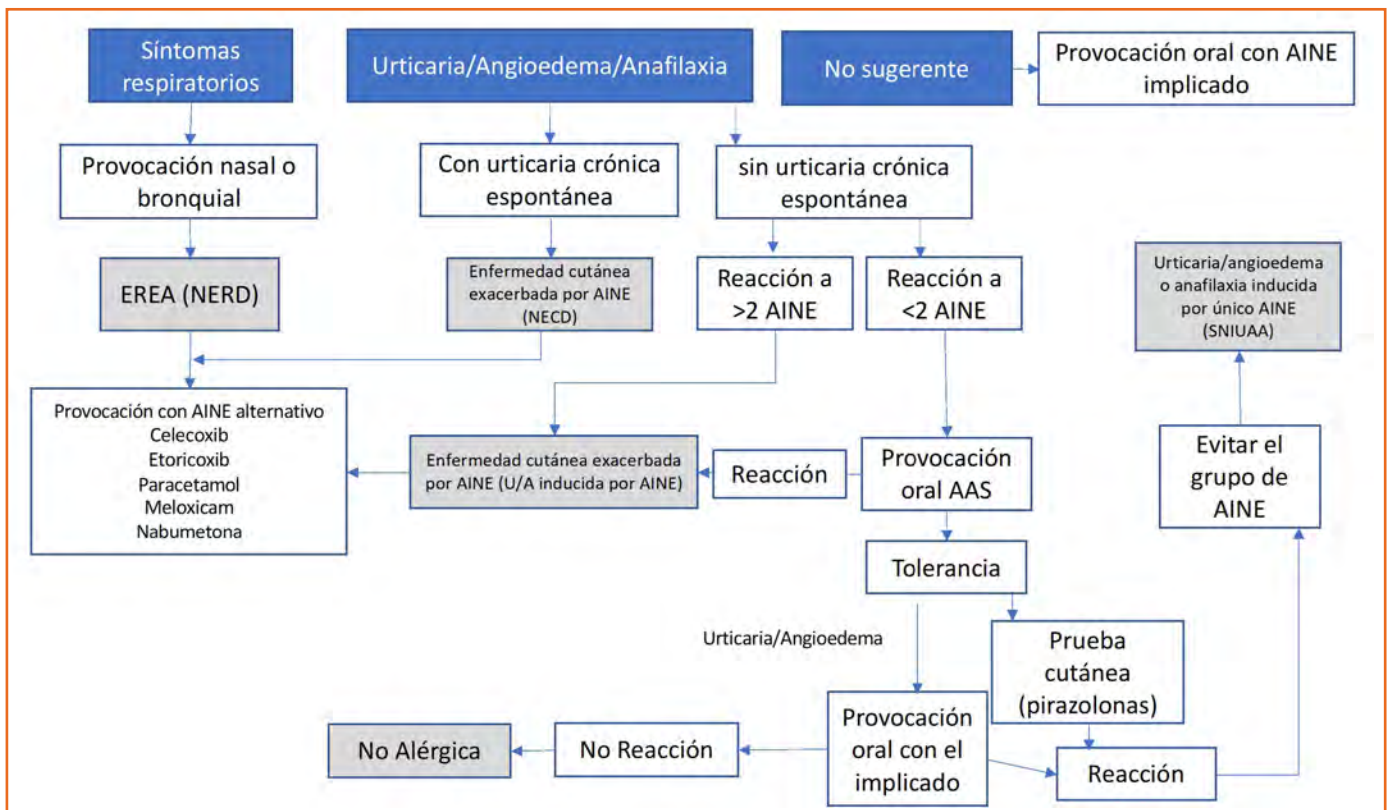 Síntomas
respiratorios
Urticaria/Angioedema/Anafilaxia
No sugerente
Provocación oral con AINE
implicado
Provocación nasal o
bronquial
Con urticaria crónica
espontánea
sin urticaria crónica
espontánea
EREA (NERD)
Enfermedad cutánea
exacerbada por AINE
(NECD)
Reacción a
>2 AINE
Reacción a
<2 AINE
Urticaria/angioedema
o anafilaxia inducida
por único AINE
(SNIUAA)
Provocación con AINE alternativo
Celecoxib
Etoricoxib
Paracetamol
Meloxicam
Nabumetona
Enfermedad cutánea exacerbada
por AINE (U/A inducida por AINE)
Reacción
Provocación
oral AAS
Evitar el
grupo de
AINE
Tolerancia
Urticaria/Angioedema
Prueba
cutánea
(pirazolonas)
No Alérgica
No Reacción
Provocación
oral con el
implicado
Reacción